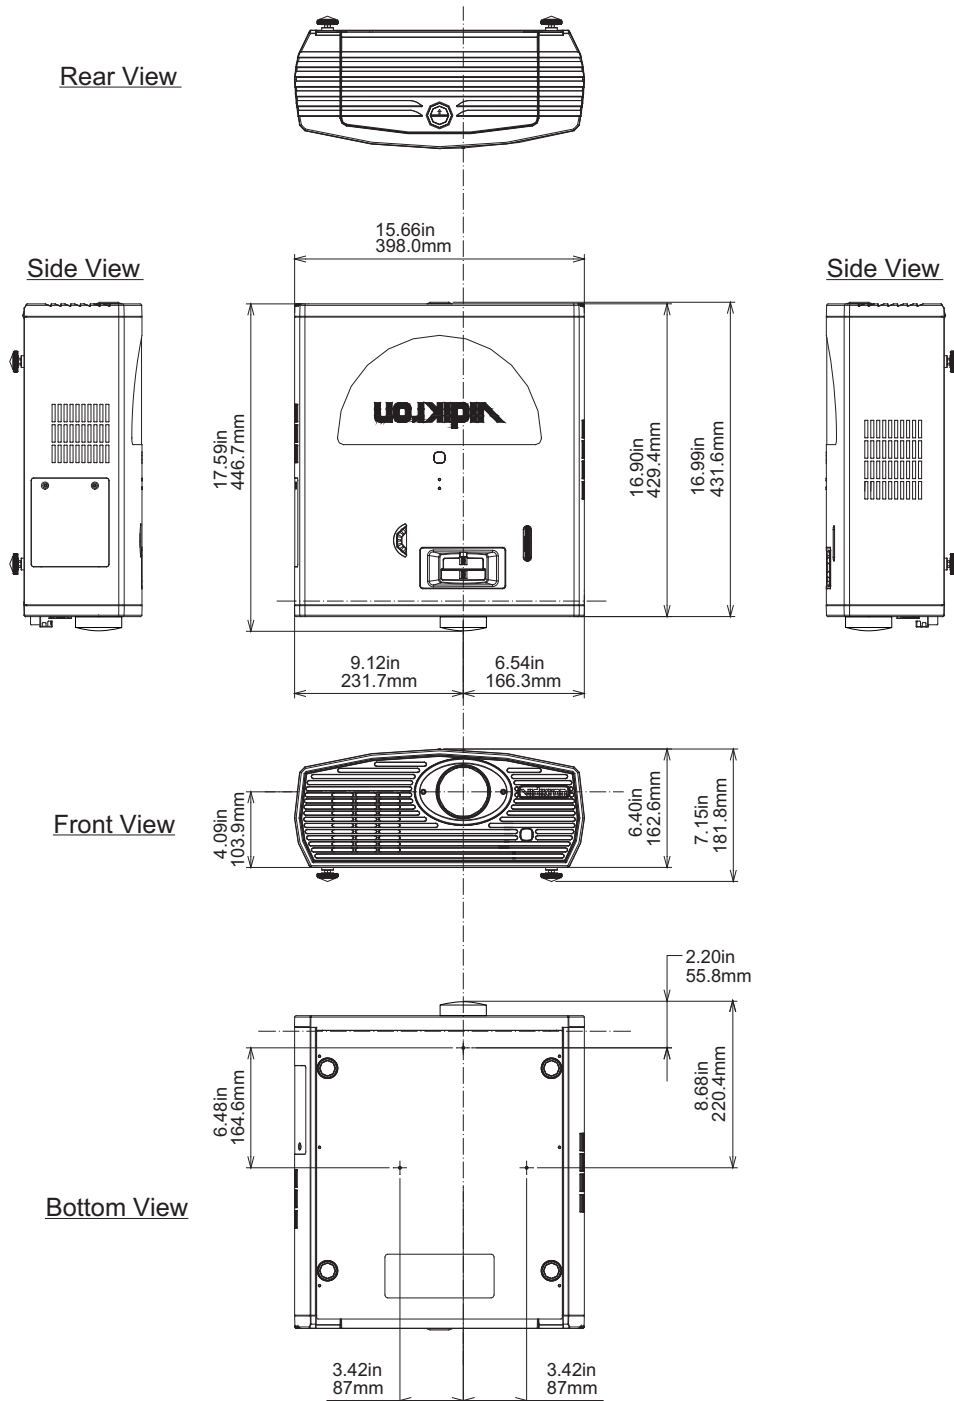 Rear View
15.66in
398.0mm
Side View
Side View
vidikron
17.59in
446.7mm
16.90in
429.4mm
16.99in
431.6mm
9.12in
231.7mm
6.54in
166.3mm
Front View
4.09in
103.9mm
6.40in
162.6mm
7.15in
181.8mm
2.20in
55.8mm
6.48in
164.6mm
8.68in
220.4mm
Bottom View
3.42in
87mm
3.42in
87mm